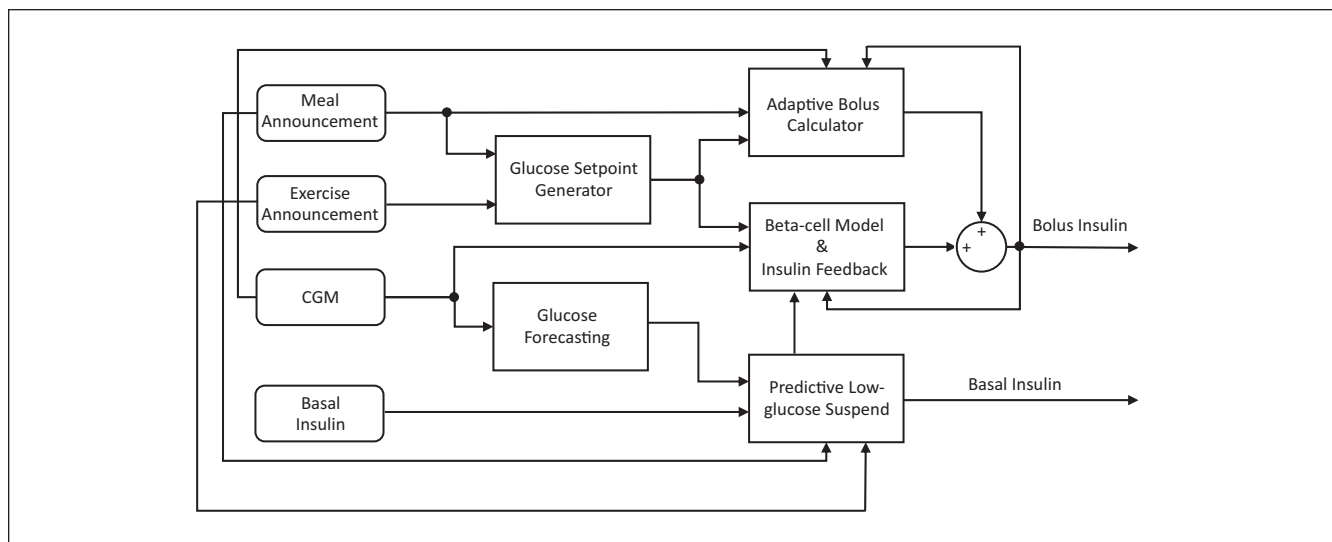 Meal
Announcement
Adaptive Bolus
Calculator
Glucose Setpoint
Generator
Exercise
Announcement
Beta-cell Model
&
Insulin Feedback
+
+
Bolus Insulin
CGM
Glucose
Forecasting
Predictive Low-
glucose Suspend
Basal Insulin
Basal
Insulin